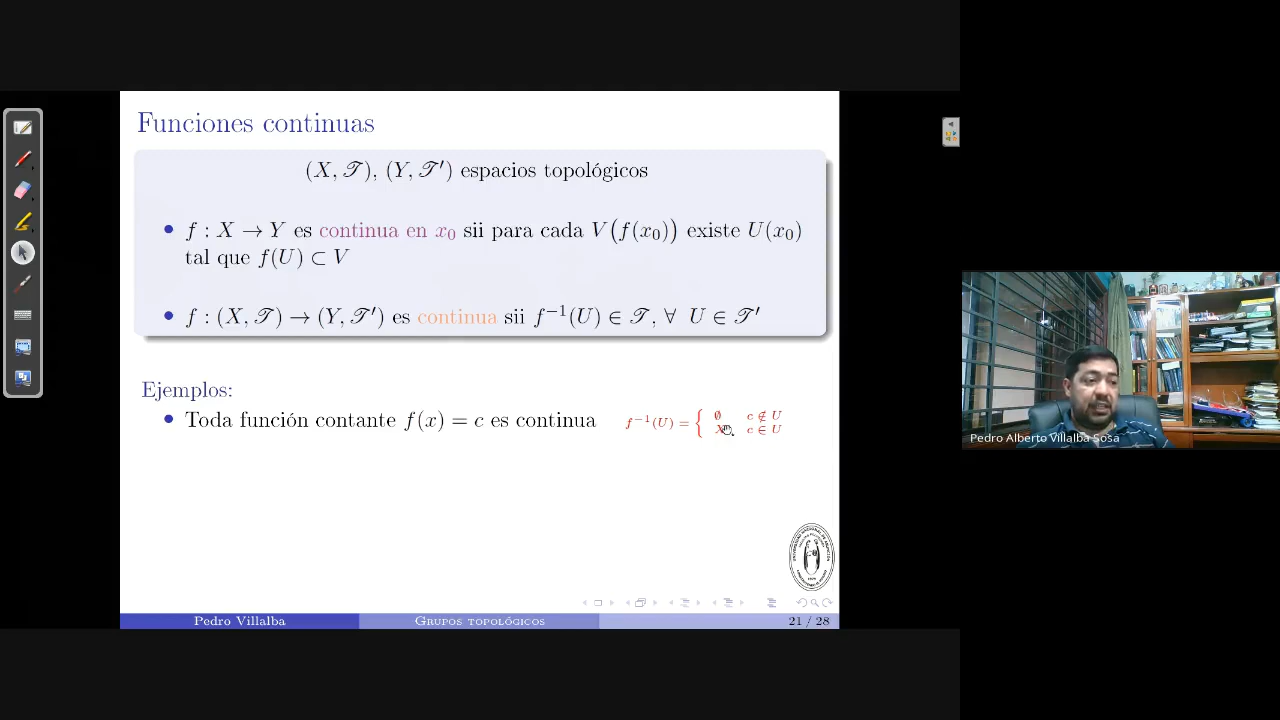 Funciones continuas
(X, 𝒯), (Y, 𝒯′) espacios topológicos
• f : X → Y es continua en x₀ sii para cada V(f(x₀)) existe U(x₀)
tal que f(U) ⊂ V
• f : (X, 𝒯) → (Y, 𝒯′) es continua sii f⁻¹(U) ∈ 𝒯, ∀ U ∈ 𝒯′
Ejemplos:
• Toda función contante f(x) = c es continua
f⁻¹(U) = { ∅ c ∉ U
X c ∈ U
Pedro Villalba
Grupos topológicos
21 / 28
Pedro Alberto Villalba Sosa